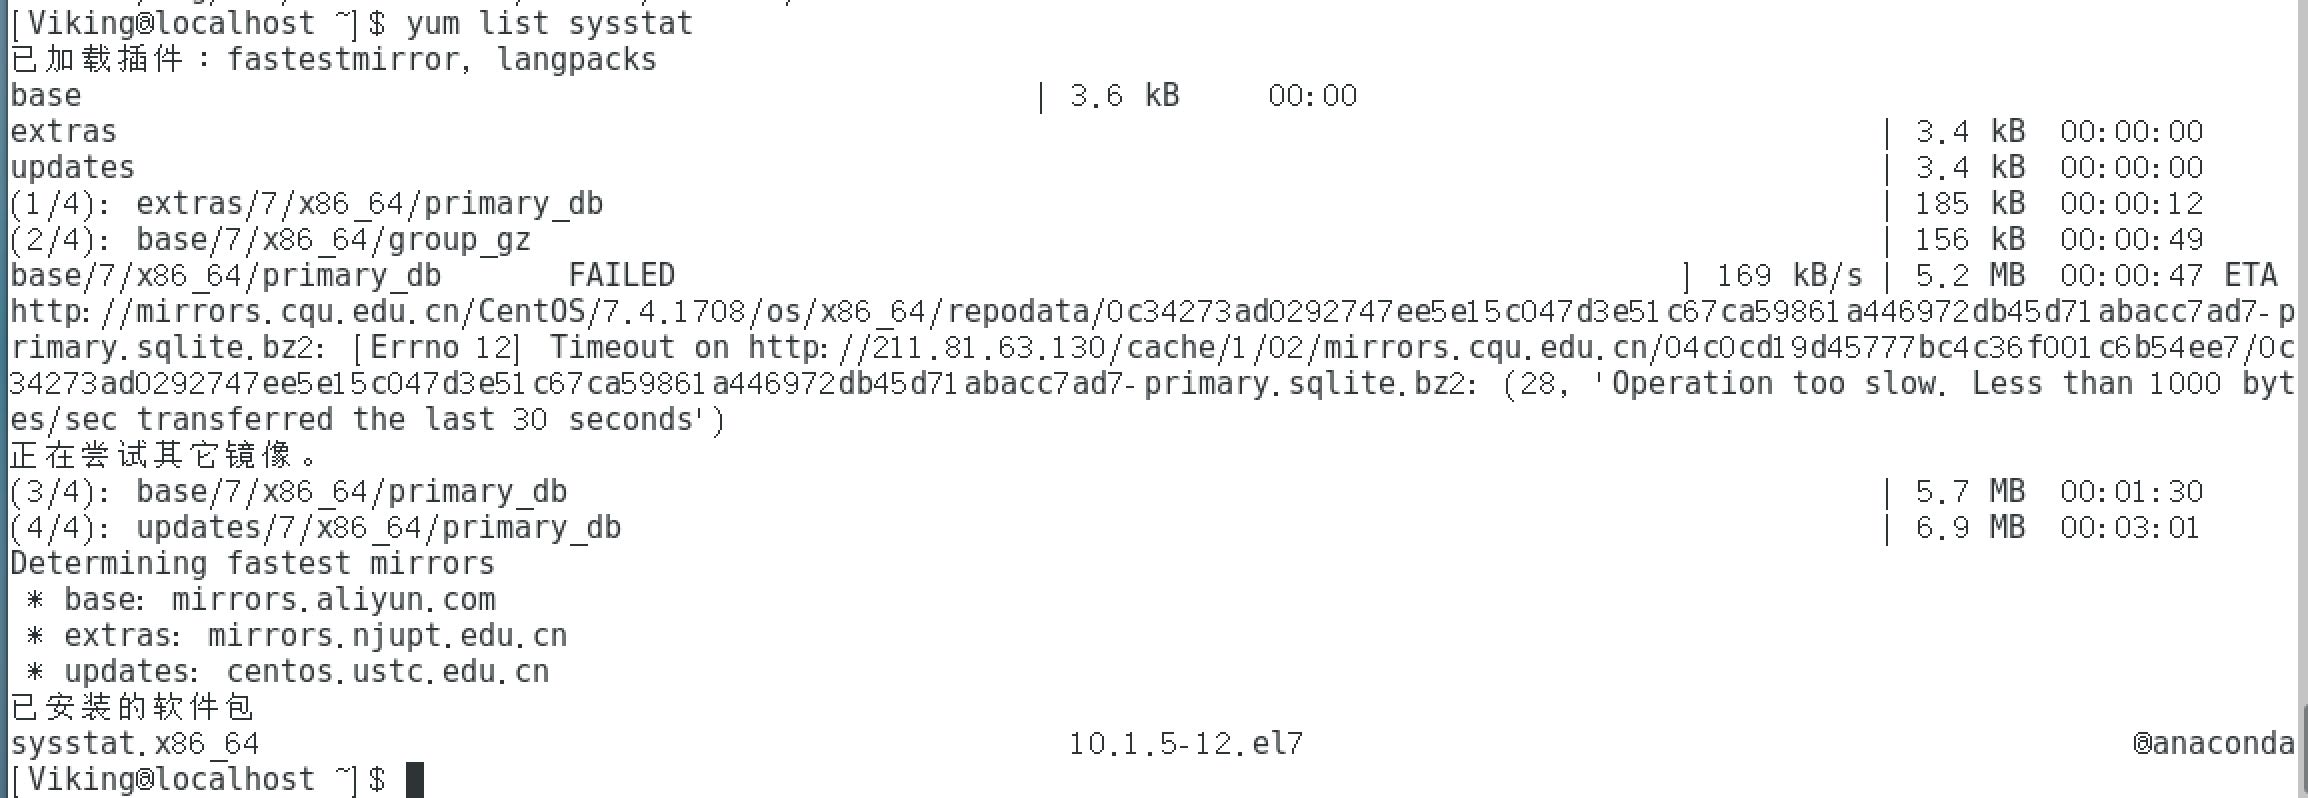 [Viking@localhost ~]$ yum list sysstat
已加载插件：fastestmirror, langpacks
base | 3.6 kB 00:00
extras | 3.4 kB 00:00:00
updates | 3.4 kB 00:00:00
(1/4): extras/7/x86_64/primary_db | 185 kB 00:00:12
(2/4): base/7/x86_64/group_gz | 156 kB 00:00:49
base/7/x86_64/primary_db FAILED ] 169 kB/s | 5.2 MB 00:00:47 ETA
http://mirrors.cqu.edu.cn/CentOS/7.4.1708/os/x86_64/repodata/0c34273ad0292747ee5e15c047d3e51c67ca59861a446972db45d71abacc7ad7-p
rimary.sqlite.bz2: [Errno 12] Timeout on http://211.81.63.130/cache/1/02/mirrors.cqu.edu.cn/04c0cd19d45777bc4c36f001c6b54ee7/0c
34273ad0292747ee5e15c047d3e51c67ca59861a446972db45d71abacc7ad7-primary.sqlite.bz2: (28, 'Operation too slow. Less than 1000 byt
es/sec transferred the last 30 seconds')
正在尝试其它镜像。
(3/4): base/7/x86_64/primary_db | 5.7 MB 00:01:30
(4/4): updates/7/x86_64/primary_db | 6.9 MB 00:03:01
Determining fastest mirrors
* base: mirrors.aliyun.com
* extras: mirrors.njupt.edu.cn
* updates: centos.ustc.edu.cn
已安装的软件包
sysstat.x86_64 10.1.5-12.el7 @anaconda
[Viking@localhost ~]$